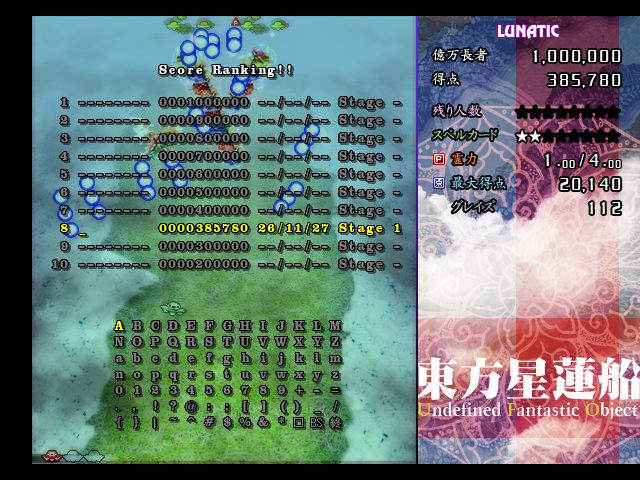 Score Ranking!!
1 -------- 0001000000 --/--/-- Stage -
2 -------- 0000900000 --/--/-- Stage -
3 -------- 0000800000 --/--/-- Stage -
4 -------- 0000700000 --/--/-- Stage -
5 -------- 0000600000 --/--/-- Stage -
6 -------- 0000500000 --/--/-- Stage -
7 -------- 0000400000 --/--/-- Stage -
8 _ 0000385780 26/11/27 Stage 1
9 -------- 0000300000 --/--/-- Stage -
10 -------- 0000200000 --/--/-- Stage -
A B C D E F G H I J K L M
N O P Q R S T U V W X Y Z
a b c d e f g h i j k l m
n o p q r s t u v w x y z
0 1 2 3 4 5 6 7 8 9 + - =
. , ! ? @ : ; [ ] ( ) _ /
{ } | ~ ^ # $ % & * □ BS 終
LUNATIC
億万長者 1,000,000
得点 385,780
残り人数 ★★★★★★★★★
スペルカード ★★★★★★★★★
P 霊力 1.00/4.00
点 最大得点 20,140
グレイズ 112
東方星蓮船
Undefined Fantastic Object